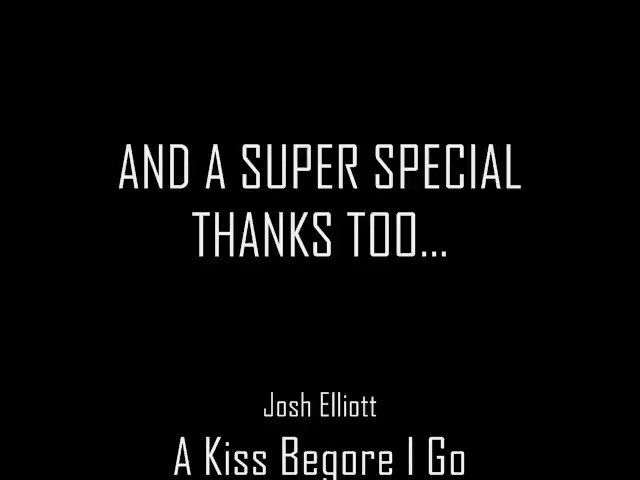 AND A SUPER SPECIAL
THANKS TOO...
Josh Elliott
A Kiss Begore I Go